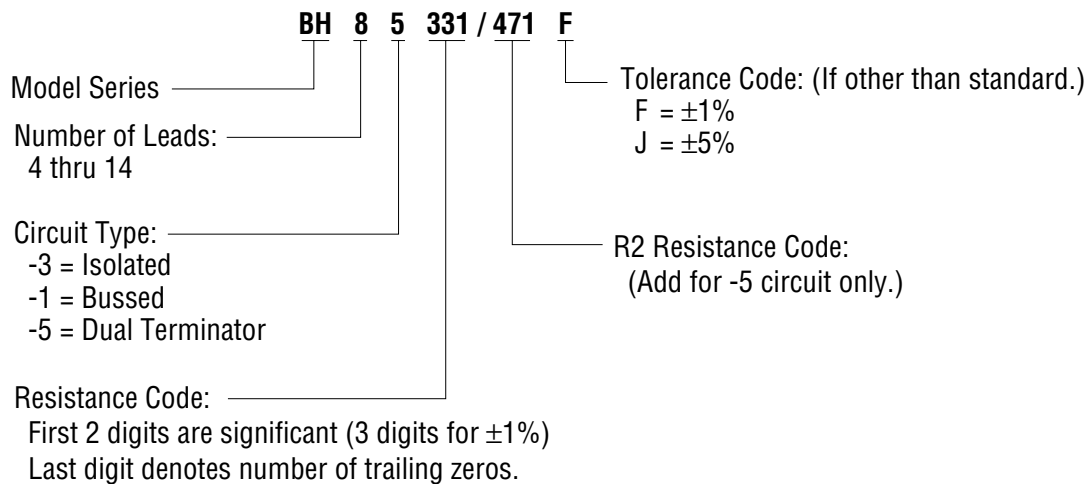 BH 8 5 331 / 471 F
Model Series
Number of Leads:
4 thru 14
Circuit Type:
-3 = Isolated
-1 = Bussed
-5 = Dual Terminator
Resistance Code:
First 2 digits are significant (3 digits for ±1%)
Last digit denotes number of trailing zeros.
Tolerance Code: (If other than standard.)
F = ±1%
J = ±5%
R2 Resistance Code:
(Add for -5 circuit only.)